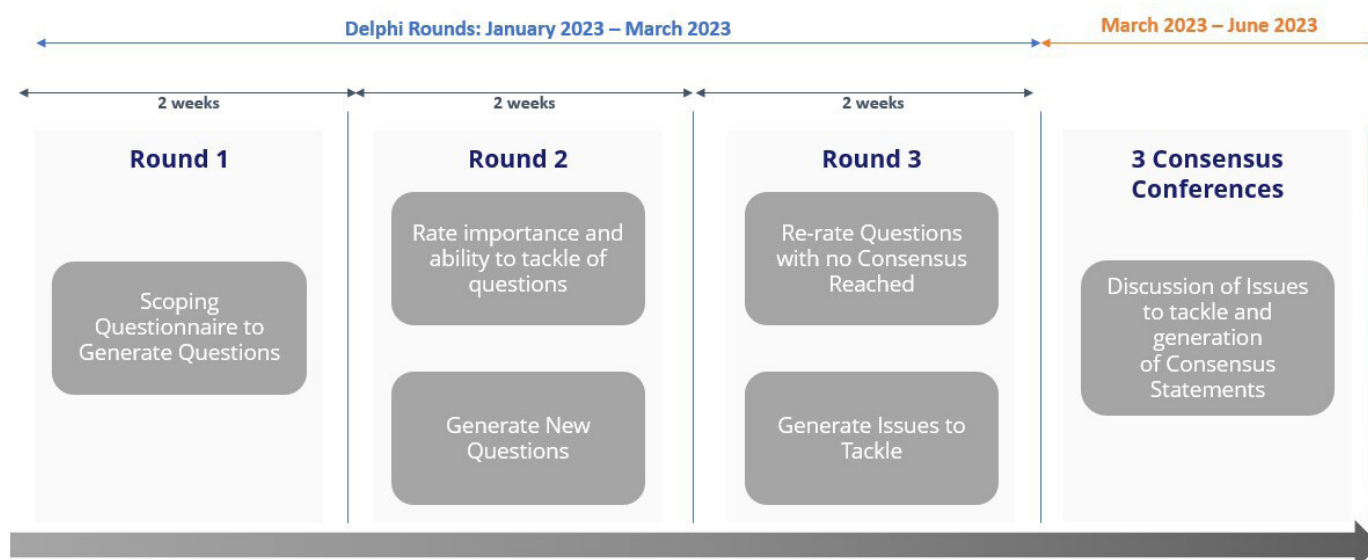 Delphi Rounds: January 2023 – March 2023
March 2023 – June 2023
2 weeks
2 weeks
2 weeks
Round 1
Scoping
Questionnaire to
Generate Questions
Round 2
Rate importance and
ability to tackle of
questions
Generate New
Questions
Round 3
Re-rate Questions
with no Consensus
Reached
Generate Issues to
Tackle
3 Consensus
Conferences
Discussion of Issues
to tackle and
generation
of Consensus
Statements